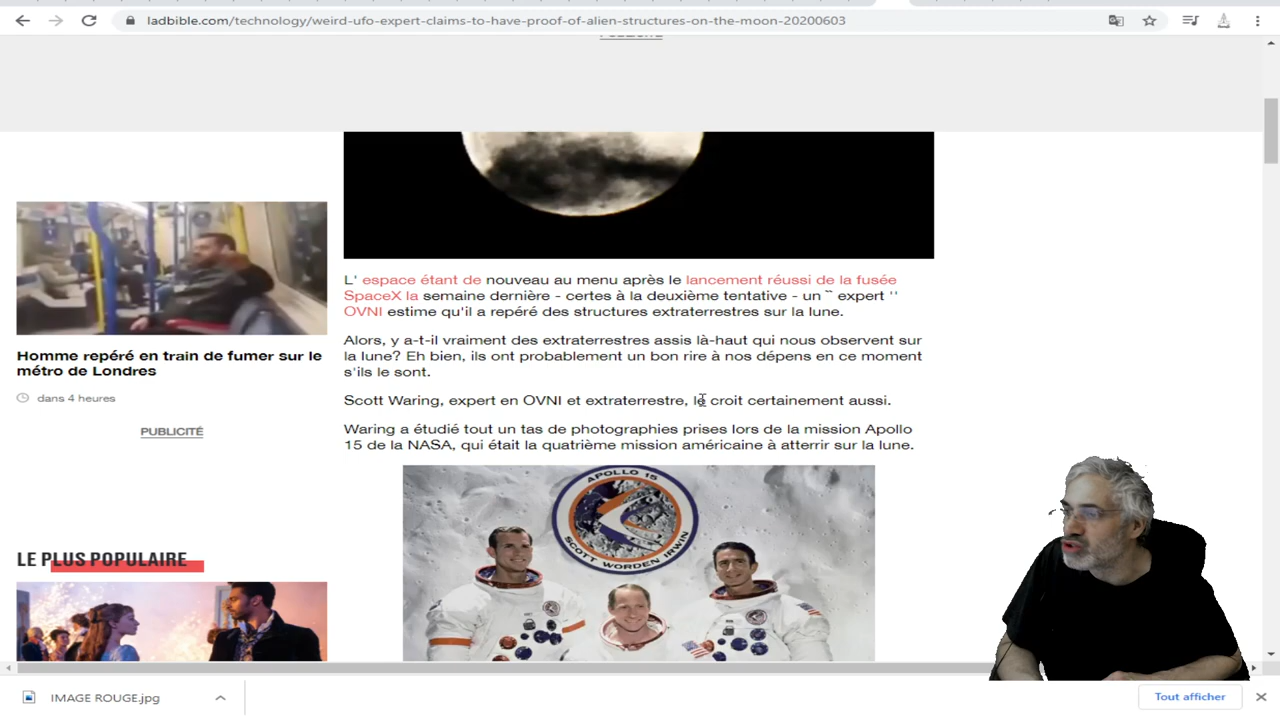 ladbible.com/technology/weird-ufo-expert-claims-to-have-proof-of-alien-structures-on-the-moon-20200603
L' espace étant de nouveau au menu après le lancement réussi de la fusée
SpaceX la semaine dernière - certes à la deuxième tentative - un `` expert ''
OVNI estime qu'il a repéré des structures extraterrestres sur la lune.
Alors, y a-t-il vraiment des extraterrestres assis là-haut qui nous observent sur
la lune? Eh bien, ils ont probablement un bon rire à nos dépens en ce moment
s'ils le sont.
Scott Waring, expert en OVNI et extraterrestre, le croit certainement aussi.
Waring a étudié tout un tas de photographies prises lors de la mission Apollo
15 de la NASA, qui était la quatrième mission américaine à atterrir sur la lune.
APOLLO 15
SCOTT WORDEN IRWIN
Homme repéré en train de fumer sur le
métro de Londres
dans 4 heures
PUBLICITÉ
LE PLUS POPULAIRE
IMAGE ROUGE.jpg
Tout afficher